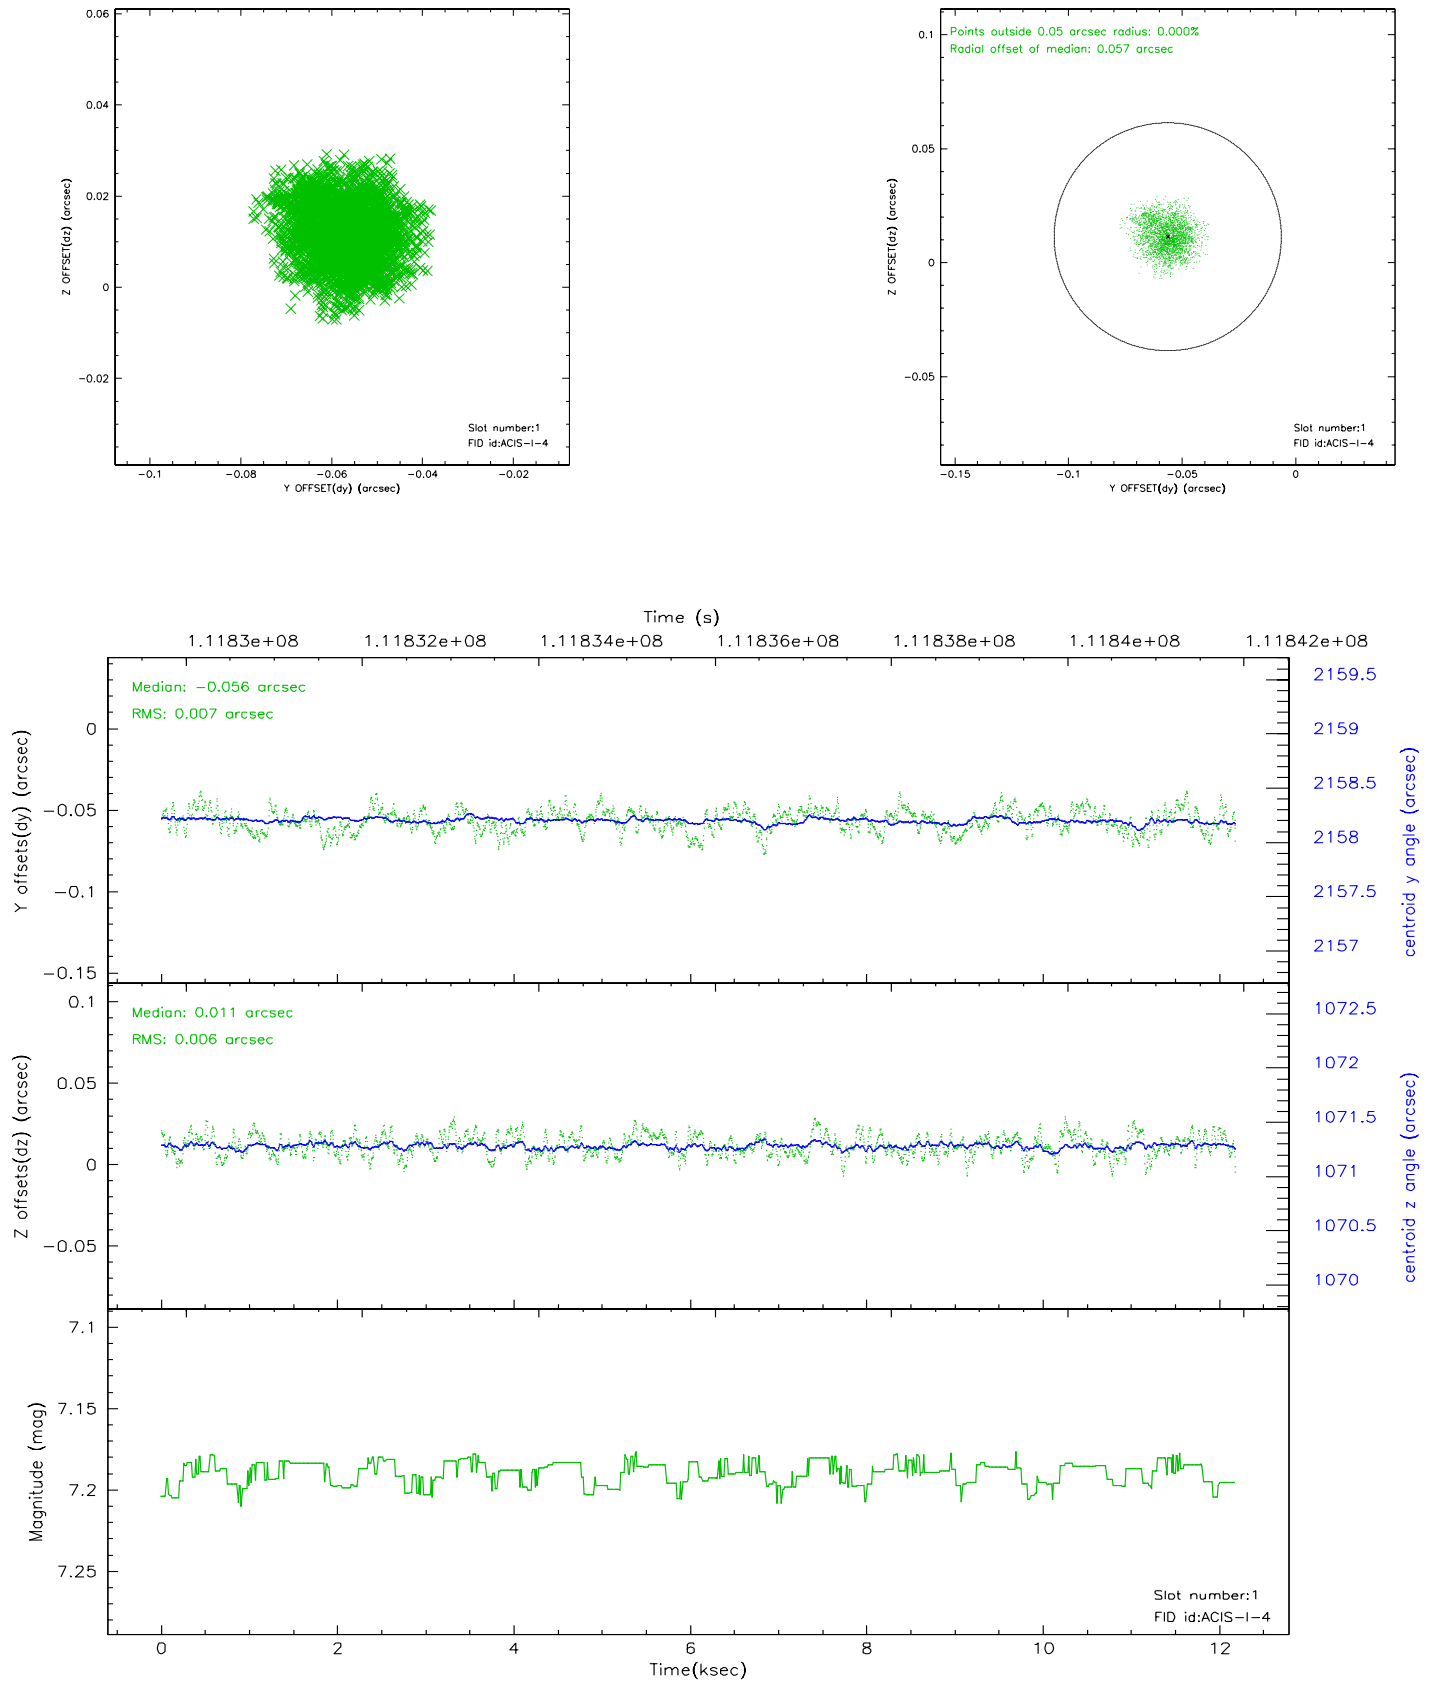 0.06
0.04
0.02
0
−0.02
Z OFFSET(dz) (arcsec)
Slot number:1
FID id:ACIS−I−4
−0.1
−0.08
−0.06
−0.04
−0.02
Y OFFSET(dy) (arcsec)
Points outside 0.05 arcsec radius: 0.000%
Radial offset of median: 0.057 arcsec
0.1
0.05
0
−0.05
Z OFFSET(dz) (arcsec)
Slot number:1
FID id:ACIS−I−4
−0.15
−0.1
−0.05
0
Y OFFSET(dy) (arcsec)
Time (s)
1.1183e+08
1.11832e+08
1.11834e+08
1.11836e+08
1.11838e+08
1.1184e+08
1.11842e+08
Median: −0.056 arcsec
RMS: 0.007 arcsec
0
−0.05
−0.1
−0.15
Y offsets(dy) (arcsec)
2159.5
2159
2158.5
2158
2157.5
2157
centroid y angle (arcsec)
Median: 0.011 arcsec
RMS: 0.006 arcsec
0.1
0.05
0
−0.05
Z offsets(dz) (arcsec)
1072.5
1072
1071.5
1071
1070.5
1070
centroid z angle (arcsec)
7.1
7.15
7.2
7.25
Magnitude (mag)
Slot number:1
FID id:ACIS−I−4
0
2
4
6
8
10
12
Time(ksec)